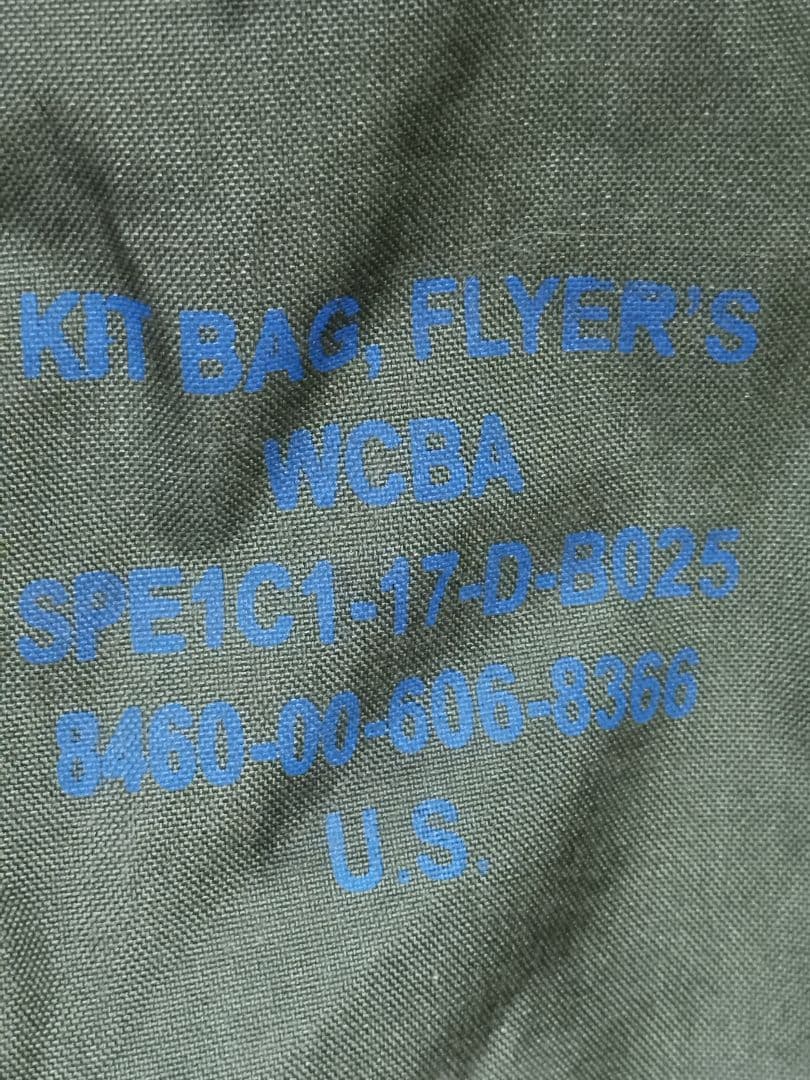 KIT BAG, FLYER'S
WCBA
SPE1C1-17-D-B025
8460-00-606-8366
U.S.